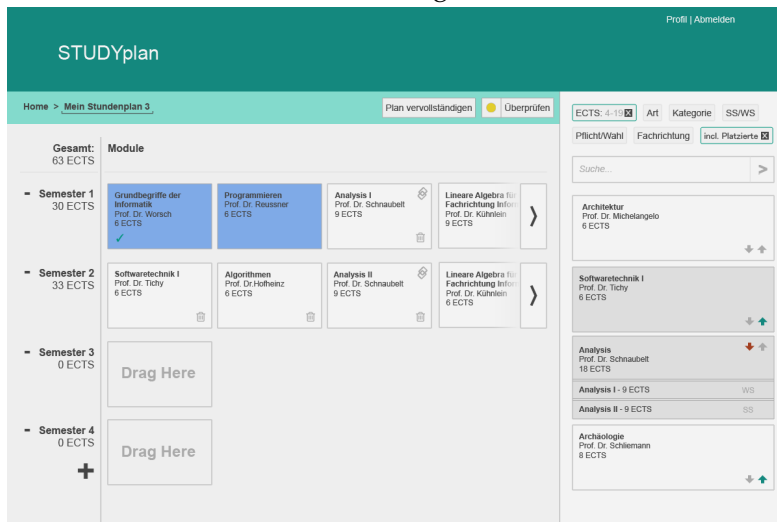 Profil | Abmelden
STUDYplan
Home > Mein Stundenplan 3
Plan vervollständigen
Überprüfen
Gesamt:
63 ECTS
Module
- Semester 1
30 ECTS
Grundbegriffe der
Informatik
Prof. Dr. Worsch
6 ECTS
✓
Programmieren
Prof. Dr. Reussner
6 ECTS
Analysis I
Prof. Dr. Schnaubelt
9 ECTS
Lineare Algebra für
Fachrichtung Inform
Prof. Dr. Kühnlein
9 ECTS
- Semester 2
33 ECTS
Softwaretechnik I
Prof. Dr. Tichy
6 ECTS
Algorithmen
Prof. Dr.Hofheinz
6 ECTS
Analysis II
Prof. Dr. Schnaubelt
9 ECTS
Lineare Algebra für
Fachrichtung Inform
Prof. Dr. Kühnlein
6 ECTS
- Semester 3
0 ECTS
Drag Here
- Semester 4
0 ECTS
Drag Here
ECTS: 4-19
Art
Kategorie
SS/WS
Pflicht/Wahl
Fachrichtung
incl. Platzierte
Suche...
Architektur
Prof. Dr. Michelangelo
6 ECTS
Softwaretechnik I
Prof. Dr. Tichy
6 ECTS
Analysis
Prof. Dr. Schnaubelt
18 ECTS
Analysis I - 9 ECTS WS
Analysis II - 9 ECTS SS
Archäologie
Prof. Dr. Schliemann
8 ECTS